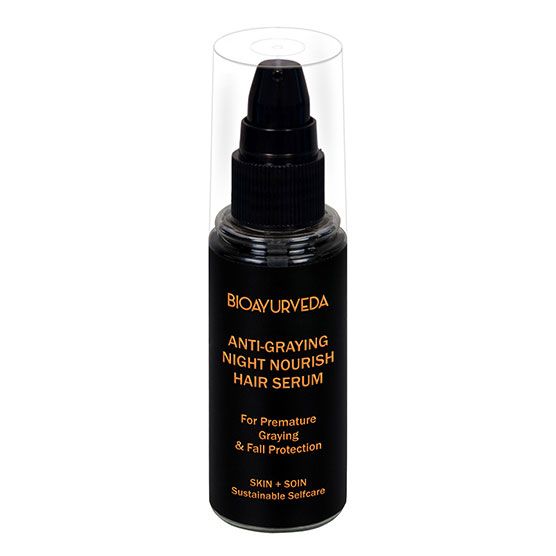 BIOAYURVEDA
ANTI-GRAYING
NIGHT NOURISH
HAIR SERUM
For Premature
Graying
& Fall Protection
SKIN + SOIN
Sustainable Selfcare